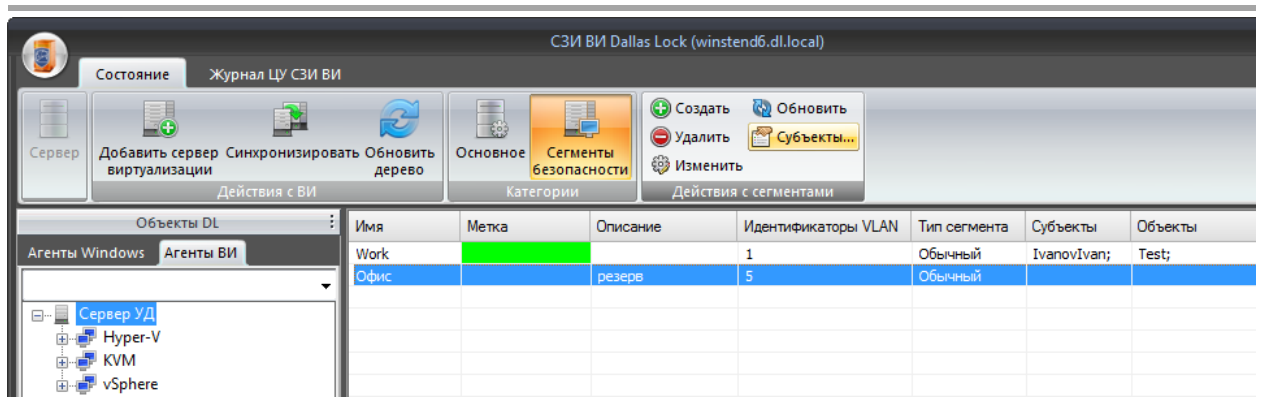 СЗИ ВИ Dallas Lock (winstend6.dl.local)
Состояние Журнал ЦУ СЗИ ВИ
Сервер
Добавить сервер виртуализации
Синхронизировать
Обновить дерево
Действия с ВИ
Основное
Сегменты безопасности
Категории
Создать Обновить
Удалить Субъекты...
Изменить
Действия с сегментами
Объекты DL
Агенты Windows Агенты ВИ
Сервер УД
Hyper-V
KVM
vSphere
Имя Метка Описание Идентификаторы VLAN Тип сегмента Субъекты Объекты
Work 1 Обычный IvanovIvan; Test;
Офис резерв 5 Обычный